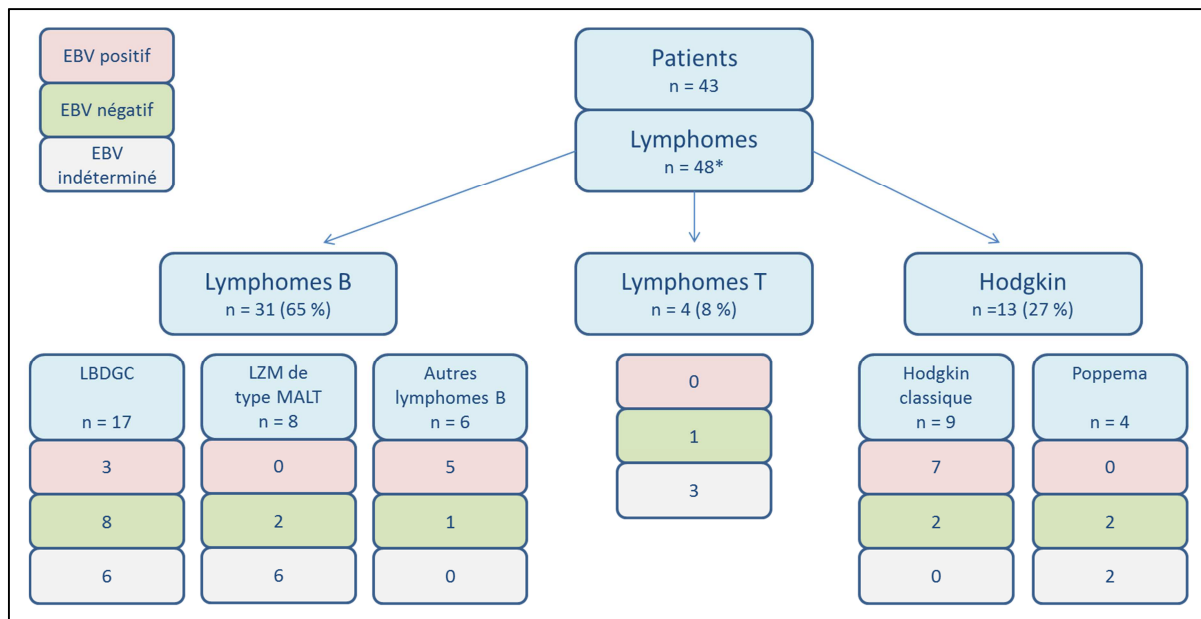 EBV positif
EBV négatif
EBV
indéterminé
Patients
n = 43
Lymphomes
n = 48*
Lymphomes B
n = 31 (65 %)
Lymphomes T
n = 4 (8 %)
Hodgkin
n =13 (27 %)
LBDGC
n = 17
3
8
6
LZM de
type MALT
n = 8
0
2
6
Autres
lymphomes B
n = 6
5
1
0
0
1
3
Hodgkin
classique
n = 9
7
2
0
Poppema
n = 4
0
2
2